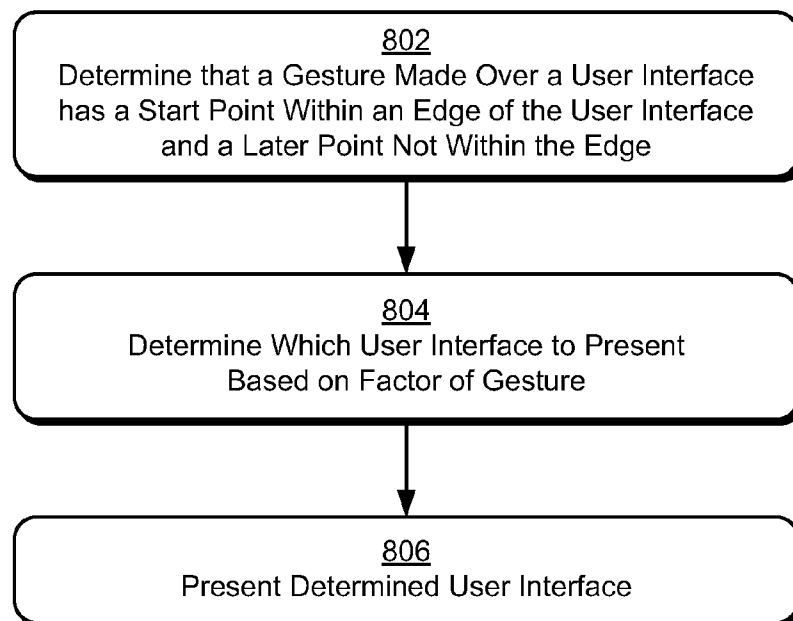 802
Determine that a Gesture Made Over a User Interface
has a Start Point Within an Edge of the User Interface
and a Later Point Not Within the Edge
804
Determine Which User Interface to Present
Based on Factor of Gesture
806
Present Determined User Interface